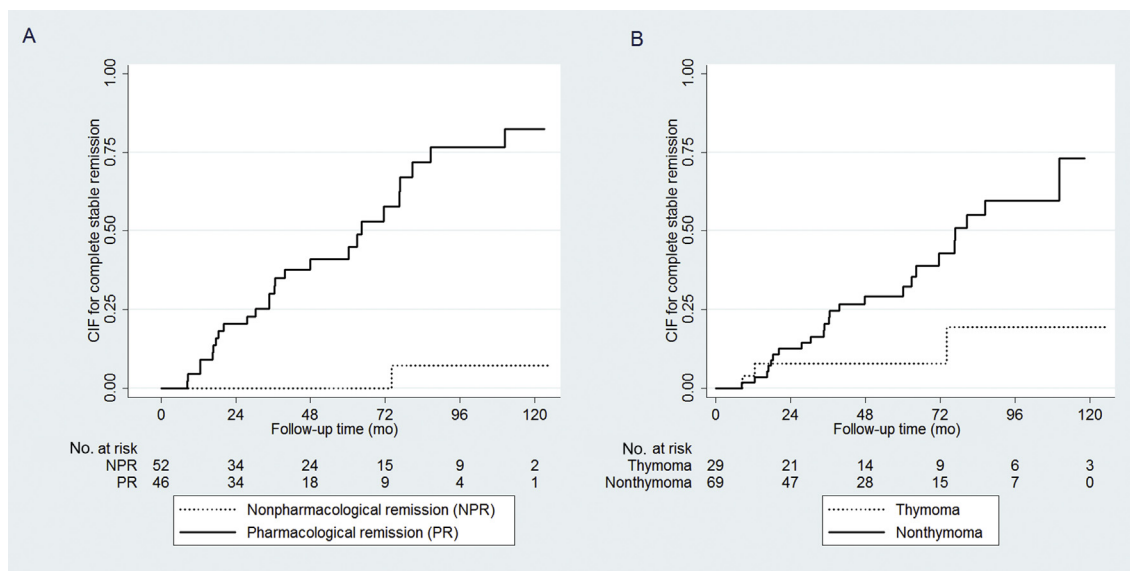 A
CIF for complete stable remission
1.00
0.75
0.50
0.25
0.00
0 24 48 72 96 120
Follow-up time (mo)
No. at risk
NPR 52 34 24 15 9 2
PR 46 34 18 9 4 1
Nonpharmacological remission (NPR)
Pharmacological remission (PR)
B
CIF for complete stable remission
1.00
0.75
0.50
0.25
0.00
0 24 48 72 96 120
Follow-up time (mo)
No. at risk
Thymoma 29 21 14 9 6 3
Nonthymoma 69 47 28 15 7 0
Thymoma
Nonthymoma